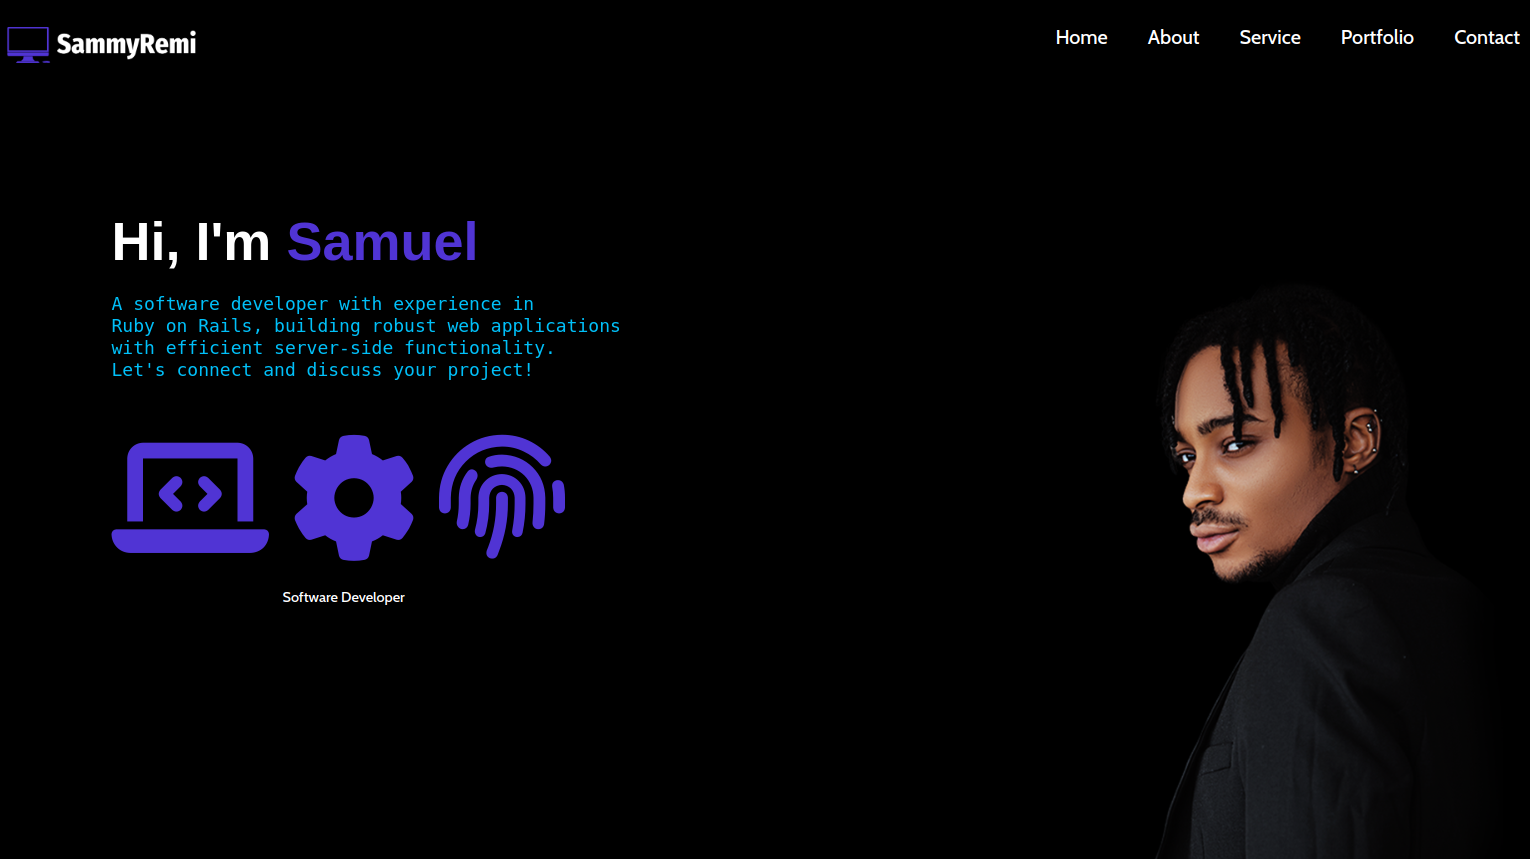 SammyRemi
Home About Service Portfolio Contact
Hi, I'm Samuel
A software developer with experience in
Ruby on Rails, building robust web applications
with efficient server-side functionality.
Let's connect and discuss your project!
Software Developer